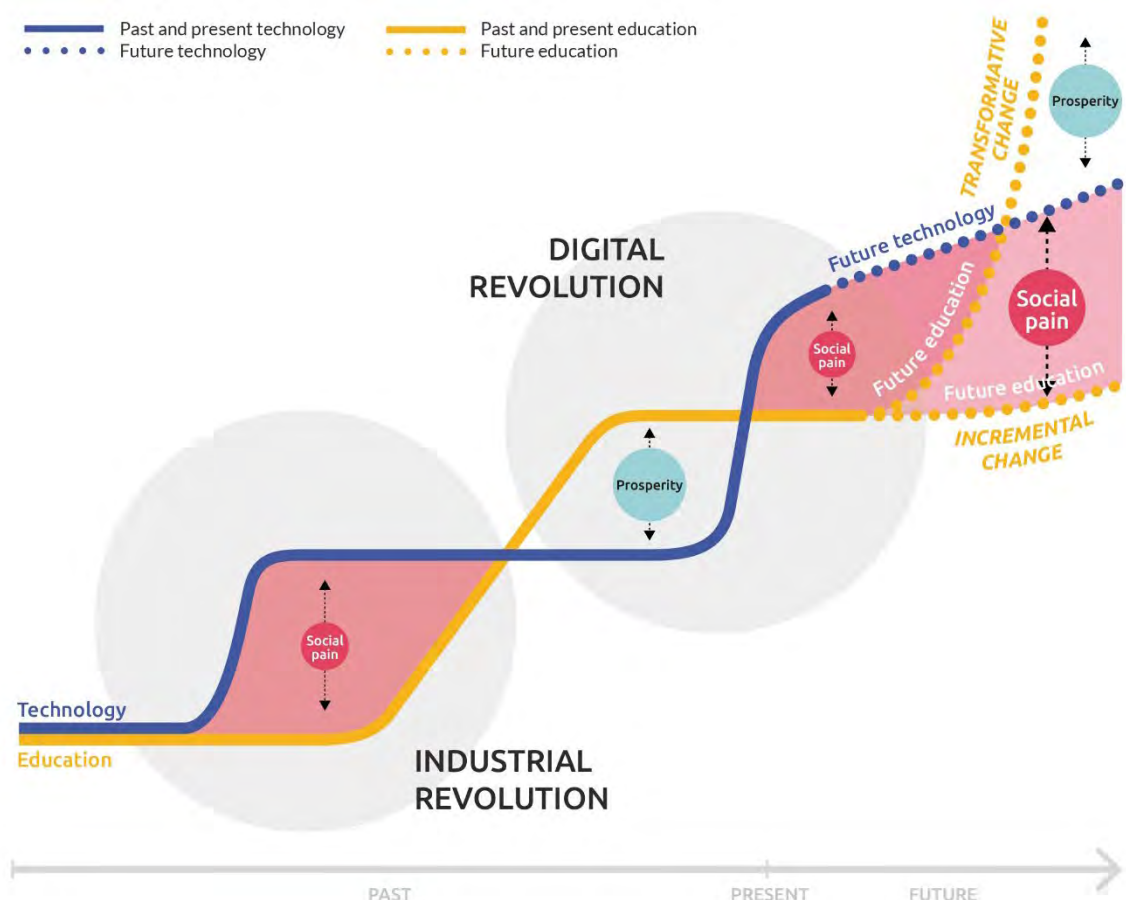 Past and present technology
Future technology
Past and present education
Future education
TRANSFORMATIVE
CHANGE
Prosperity
DIGITAL
REVOLUTION
Future technology
Social
pain
Future education
Social
pain
Future education
INCREMENTAL
CHANGE
Prosperity
Social
pain
Technology
Education
INDUSTRIAL
REVOLUTION
PAST
PRESENT
FUTURE